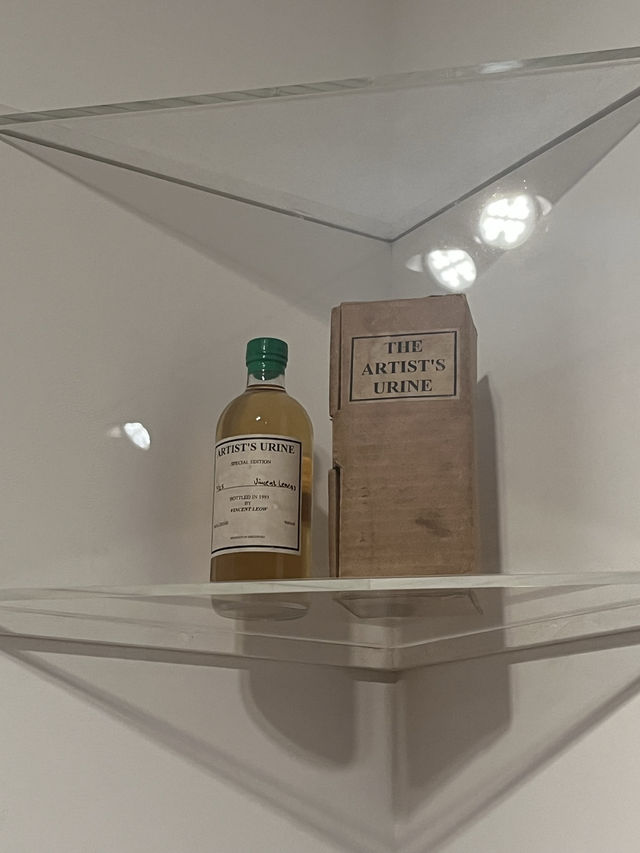 ARTIST'S URINE
SPECIAL EDITION
Vincent Leow
BOTTLED IN 1993
BY
VINCENT LEOW
THE
ARTIST'S
URINE